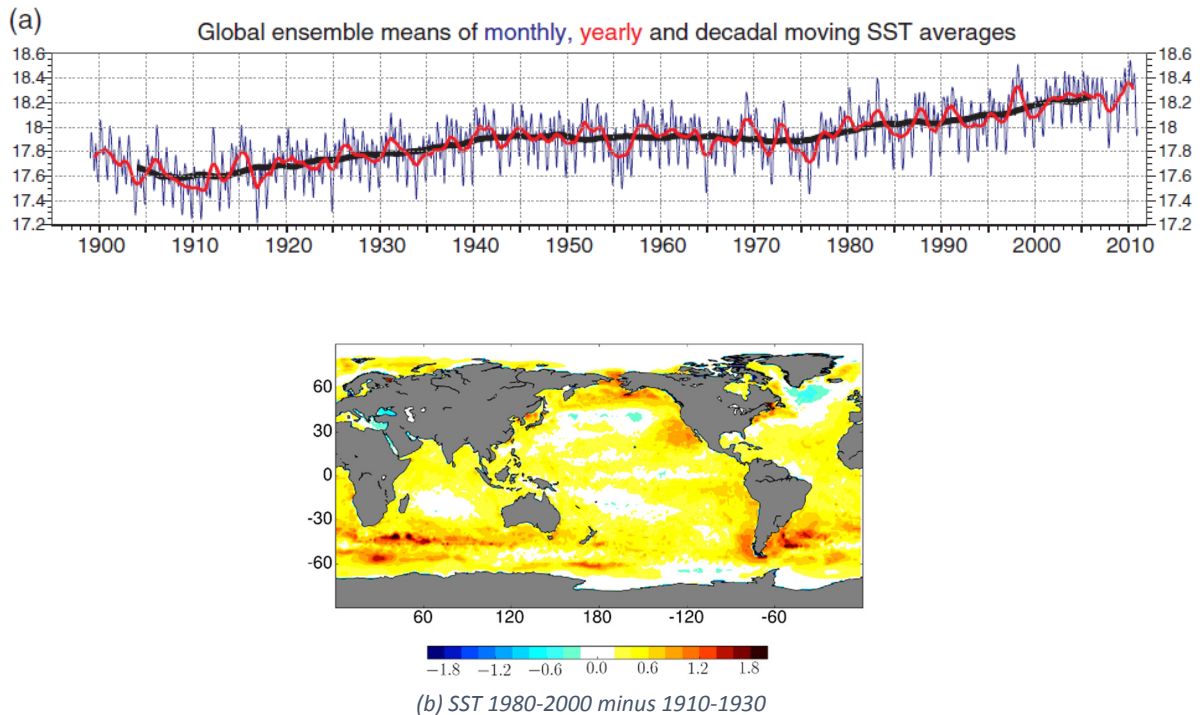 (a)
Global ensemble means of monthly, yearly and decadal moving SST averages
18.6 18.6
18.4 18.4
18.2 18.2
18 18
17.8 17.8
17.6 17.6
17.4 17.4
17.2 17.2
1900 1910 1920 1930 1940 1950 1960 1970 1980 1990 2000 2010
60
30
0
-30
-60
60 120 180 -120 -60
−1.8 −1.2 −0.6 0.0 0.6 1.2 1.8
(b) SST 1980-2000 minus 1910-1930